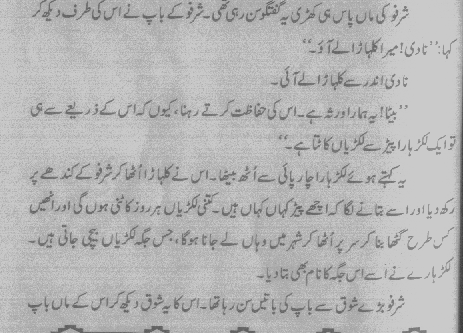 شرفو کی ماں پاس ہی کھڑی یہ گفتگو سن رہی تھی۔ شرفو کے باپ نے اس کی طرف دیکھ کر
کہا: ’’نادی! میرا کلہاڑا لے آؤ۔‘‘
نادی اندر سے کلہاڑا لے آئی۔
’’بیٹا! یہ ہمارا ورثہ ہے۔ اس کی حفاظت کرتے رہنا، کیوں کہ اس کے ذریعے سے ہی
تو ایک لکڑہارا پیڑ سے لکڑیاں کاٹتا ہے۔‘‘
یہ کہتے ہوئے لکڑہارا چارپائی سے اُٹھ بیٹھا۔ اس نے کلہاڑا اُٹھا کر شرفو کے کندھے پر
رکھ دیا اور اسے بتانے لگا کہ اچھے پیڑ کہاں کہاں ہیں۔ کتنی لکڑیاں ہر روز کاٹنی ہوں گی اور انھیں
کس طرح گٹھا بنا کر سر پر اُٹھا کر شہر میں وہاں لے جانا ہوگا، جس جگہ لکڑیاں بیچی جاتی ہیں۔
لکڑہارے نے اُسے اس جگہ کا نام بھی بتا دیا۔
شرفو بڑے شوق سے باپ کی باتیں سن رہا تھا۔ اس کا یہ شوق دیکھ کر اس کے ماں باپ